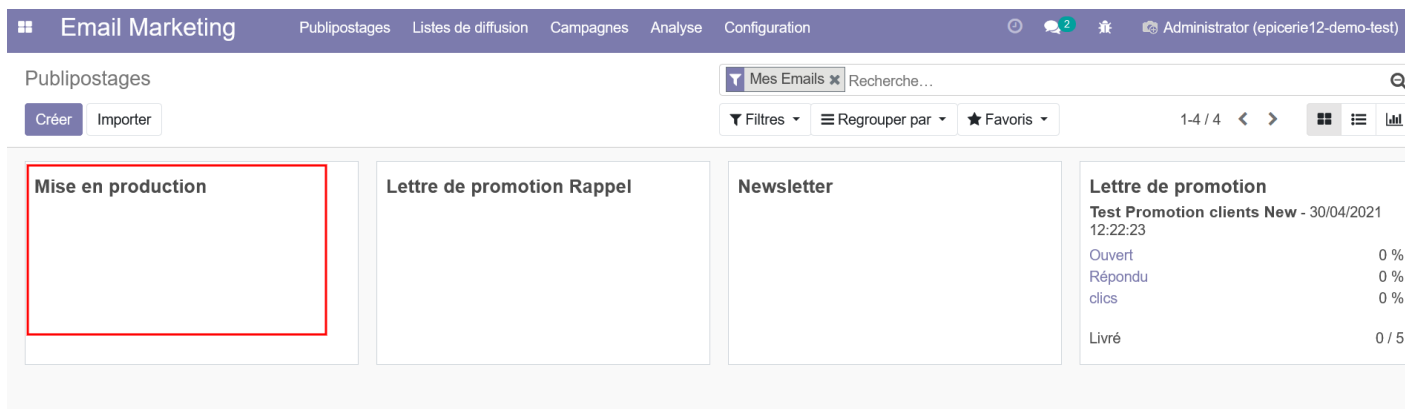 Email Marketing Publipostages Listes de diffusion Campagnes Analyse Configuration 2 Administrator (epicerie12-demo-test)
Publipostages Mes Emails ✖ Recherche...
Créer Importer Filtres Regrouper par Favoris 1-4 / 4
Mise en production Lettre de promotion Rappel Newsletter Lettre de promotion
Test Promotion clients New - 30/04/2021
12:22:23
Ouvert 0 %
Répondu 0 %
clics 0 %
Livré 0 / 5